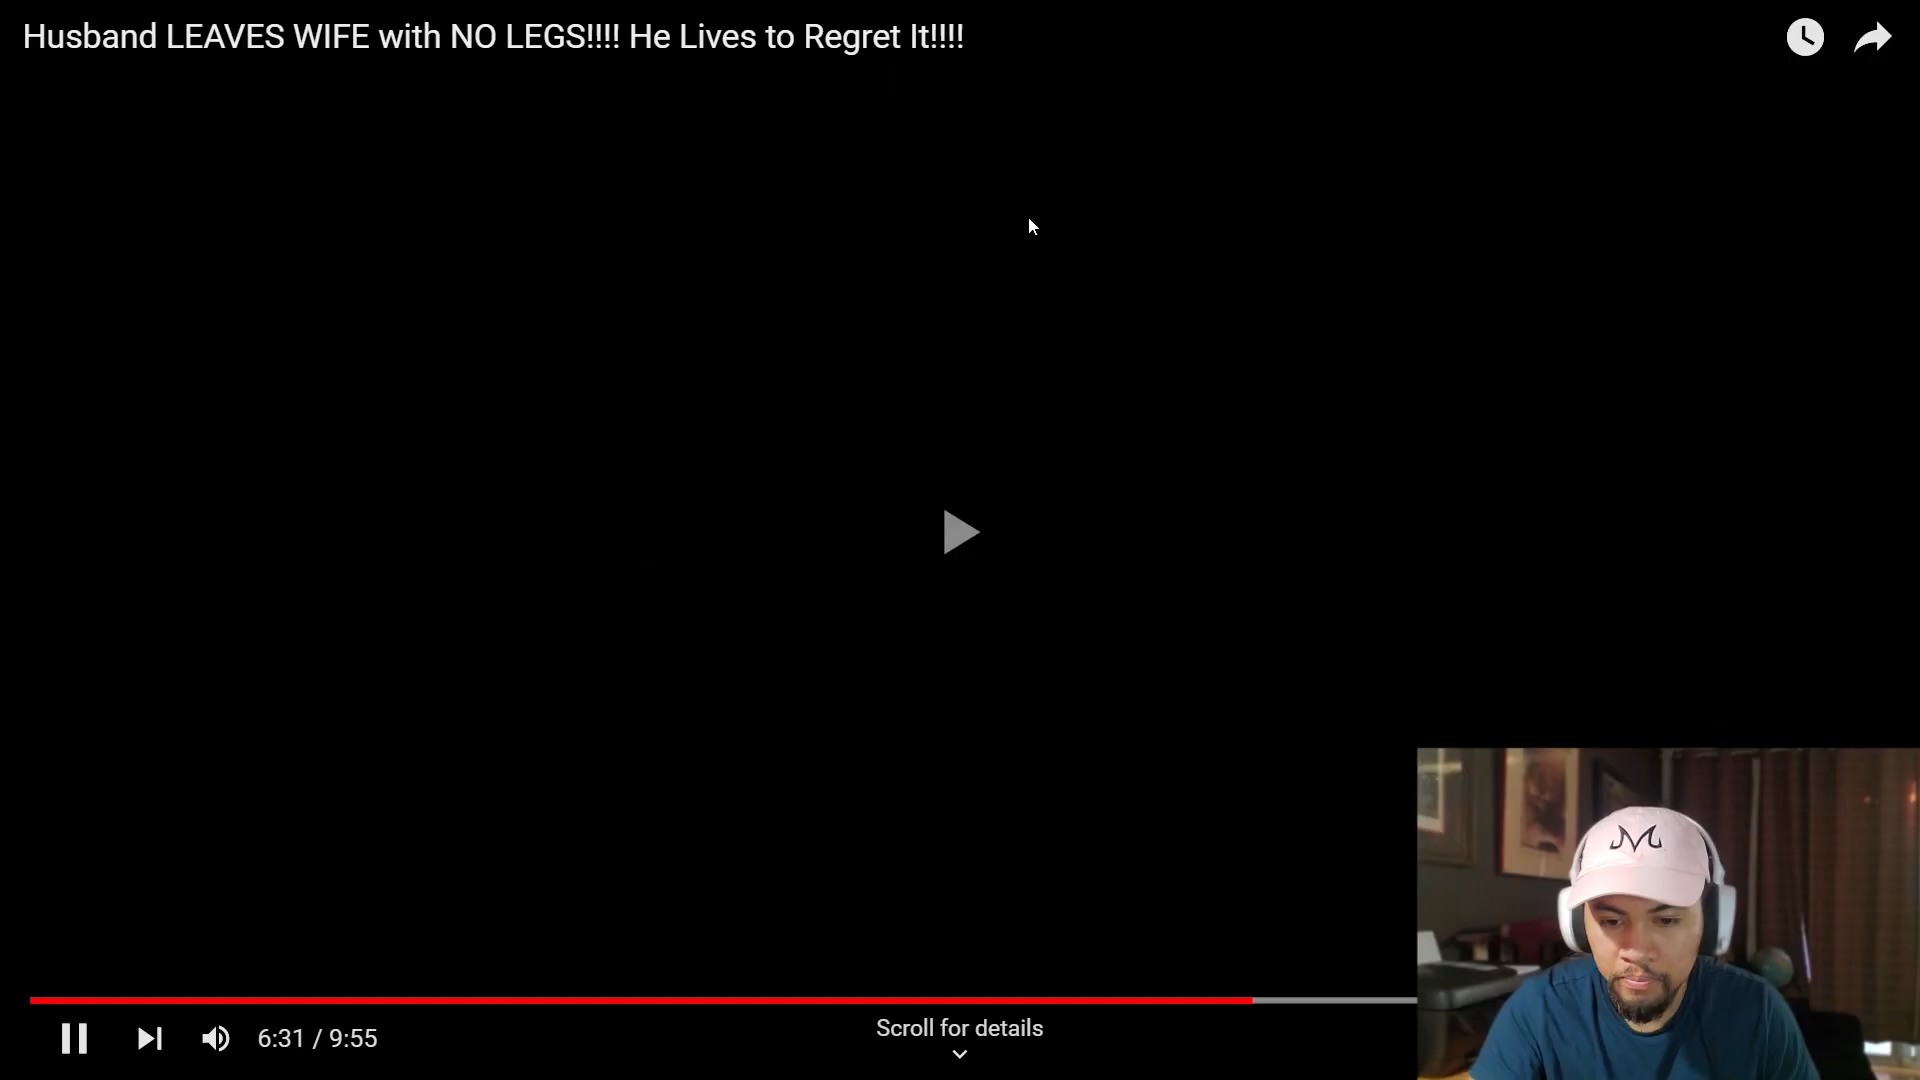 Husband LEAVES WIFE with NO LEGS!!!! He Lives to Regret It!!!!
M
6:31 / 9:55
Scroll for details